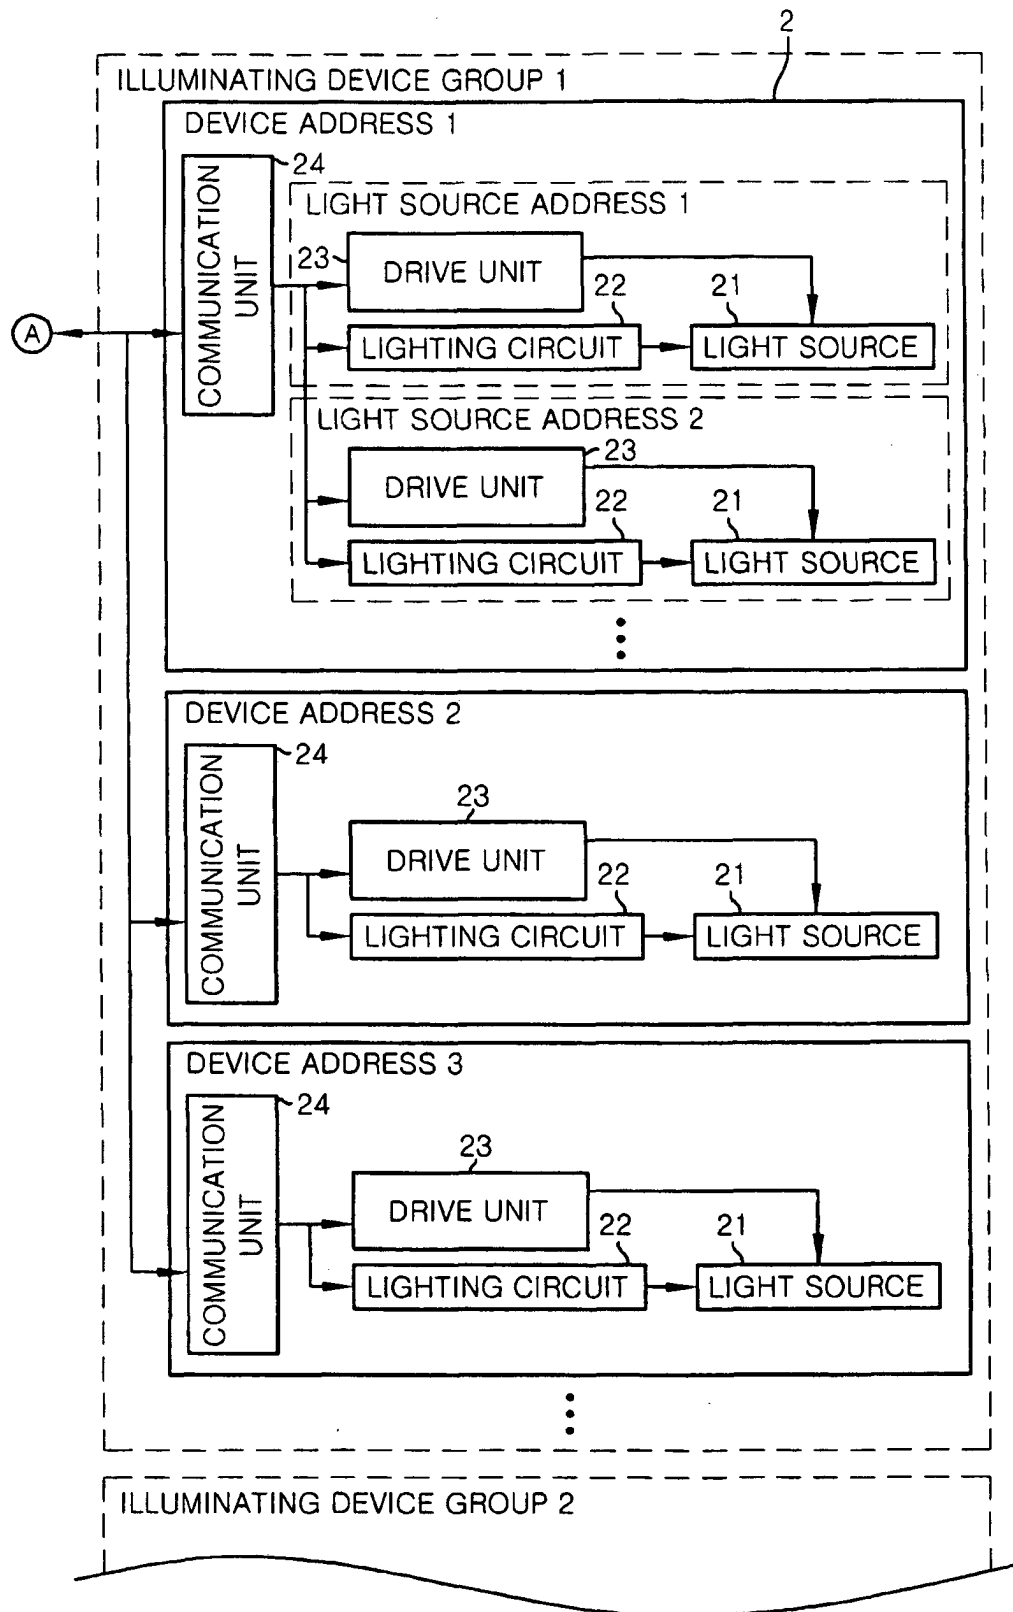 2
ILLUMINATING DEVICE GROUP 1
DEVICE ADDRESS 1
24
COMMUNICATION
UNIT
LIGHT SOURCE ADDRESS 1
23
DRIVE UNIT
22
21
A
LIGHTING CIRCUIT
LIGHT SOURCE
LIGHT SOURCE ADDRESS 2
23
DRIVE UNIT
22
21
LIGHTING CIRCUIT
LIGHT SOURCE
DEVICE ADDRESS 2
24
COMMUNICATION
UNIT
23
DRIVE UNIT
22
21
LIGHTING CIRCUIT
LIGHT SOURCE
DEVICE ADDRESS 3
24
COMMUNICATION
UNIT
23
DRIVE UNIT
22
21
LIGHTING CIRCUIT
LIGHT SOURCE
ILLUMINATING DEVICE GROUP 2